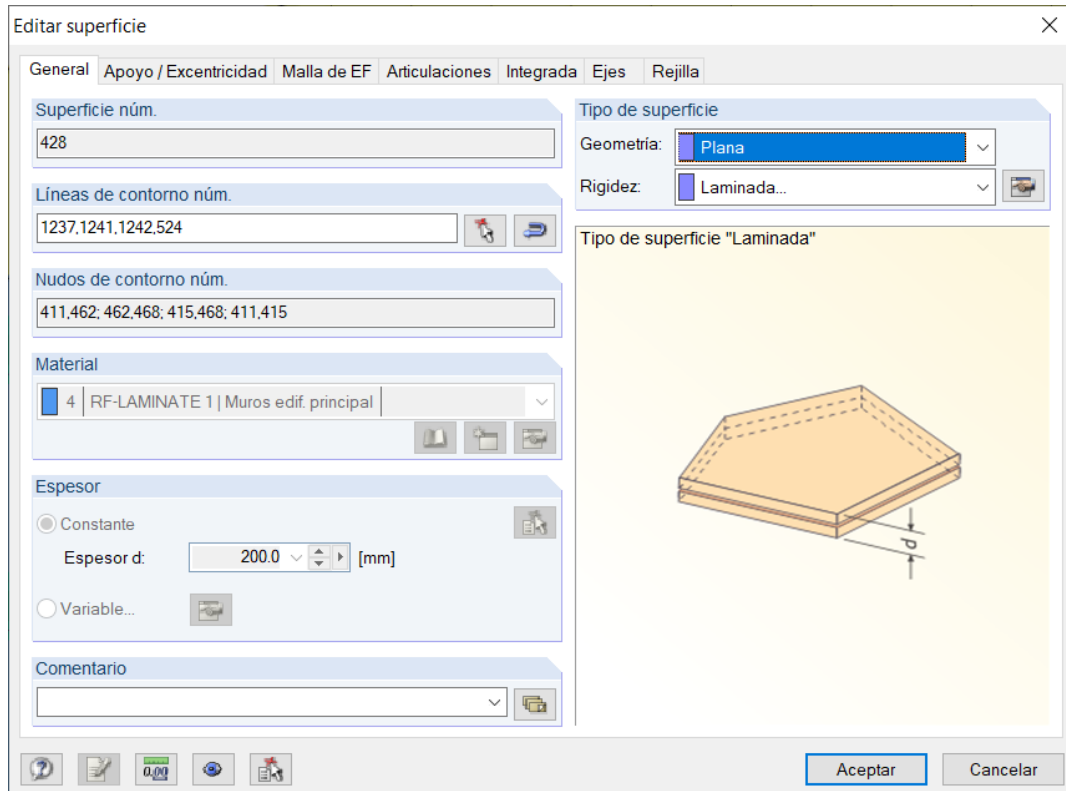 Editar superficie
General
Apoyo / Excentricidad
Malla de EF
Articulaciones
Integrada
Ejes
Rejilla
Superficie núm.
428
Líneas de contorno núm.
1237,1241,1242,524
Nudos de contorno núm.
411,462; 462,468; 415,468; 411,415
Material
4 | RF-LAMINATE 1 | Muros edif. principal
Espesor
Constante
Espesor d: 200.0 [mm]
Variable...
Comentario
Tipo de superficie
Geometría: Plana
Rigidez: Laminada...
Tipo de superficie "Laminada"
d
0,00
Aceptar
Cancelar